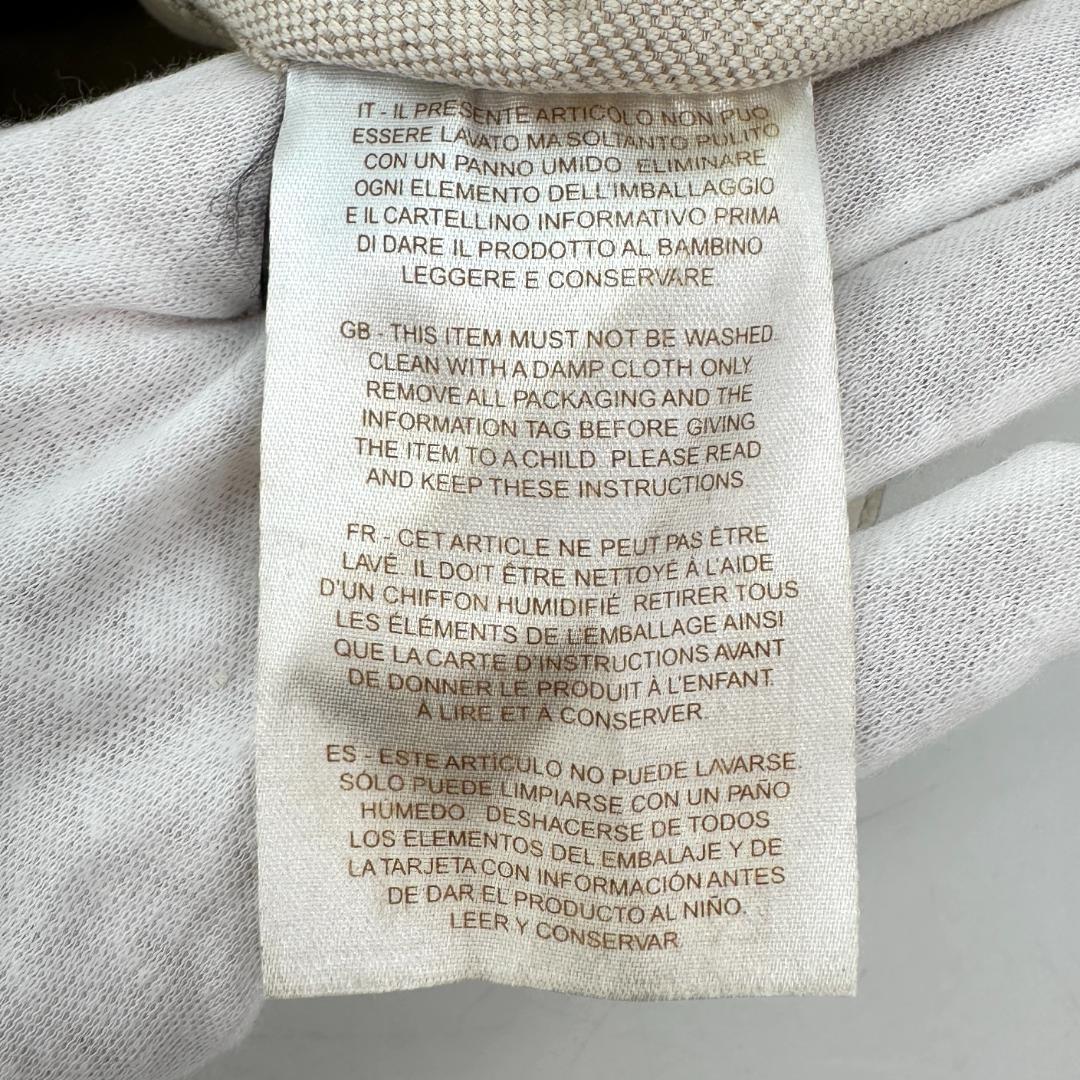 IT - IL PRESENTE ARTICOLO NON PUÒ
ESSERE LAVATO MA SOLTANTO PULITO
CON UN PANNO UMIDO ELIMINARE
OGNI ELEMENTO DELL'IMBALLAGGIO
E IL CARTELLINO INFORMATIVO PRIMA
DI DARE IL PRODOTTO AL BAMBINO
LEGGERE E CONSERVARE
GB - THIS ITEM MUST NOT BE WASHED.
CLEAN WITH A DAMP CLOTH ONLY
REMOVE ALL PACKAGING AND THE
INFORMATION TAG BEFORE GIVING
THE ITEM TO A CHILD PLEASE READ
AND KEEP THESE INSTRUCTIONS
FR - CET ARTICLE NE PEUT PAS ÊTRE
LAVÉ. IL DOIT ÊTRE NETTOYÉ À L'AIDE
D'UN CHIFFON HUMIDIFIÉ RETIRER TOUS
LES ÉLÉMENTS DE L'EMBALLAGE AINSI
QUE LA CARTE D'INSTRUCTIONS AVANT
DE DONNER LE PRODUIT À L'ENFANT.
À LIRE ET À CONSERVER.
ES - ESTE ARTÍCULO NO PUEDE LAVARSE.
SÓLO PUEDE LIMPIARSE CON UN PAÑO
HÚMEDO DESHACERSE DE TODOS
LOS ELEMENTOS DEL EMBALAJE Y DE
LA TARJETA CON INFORMACIÓN ANTES
DE DAR EL PRODUCTO AL NIÑO.
LEER Y CONSERVAR